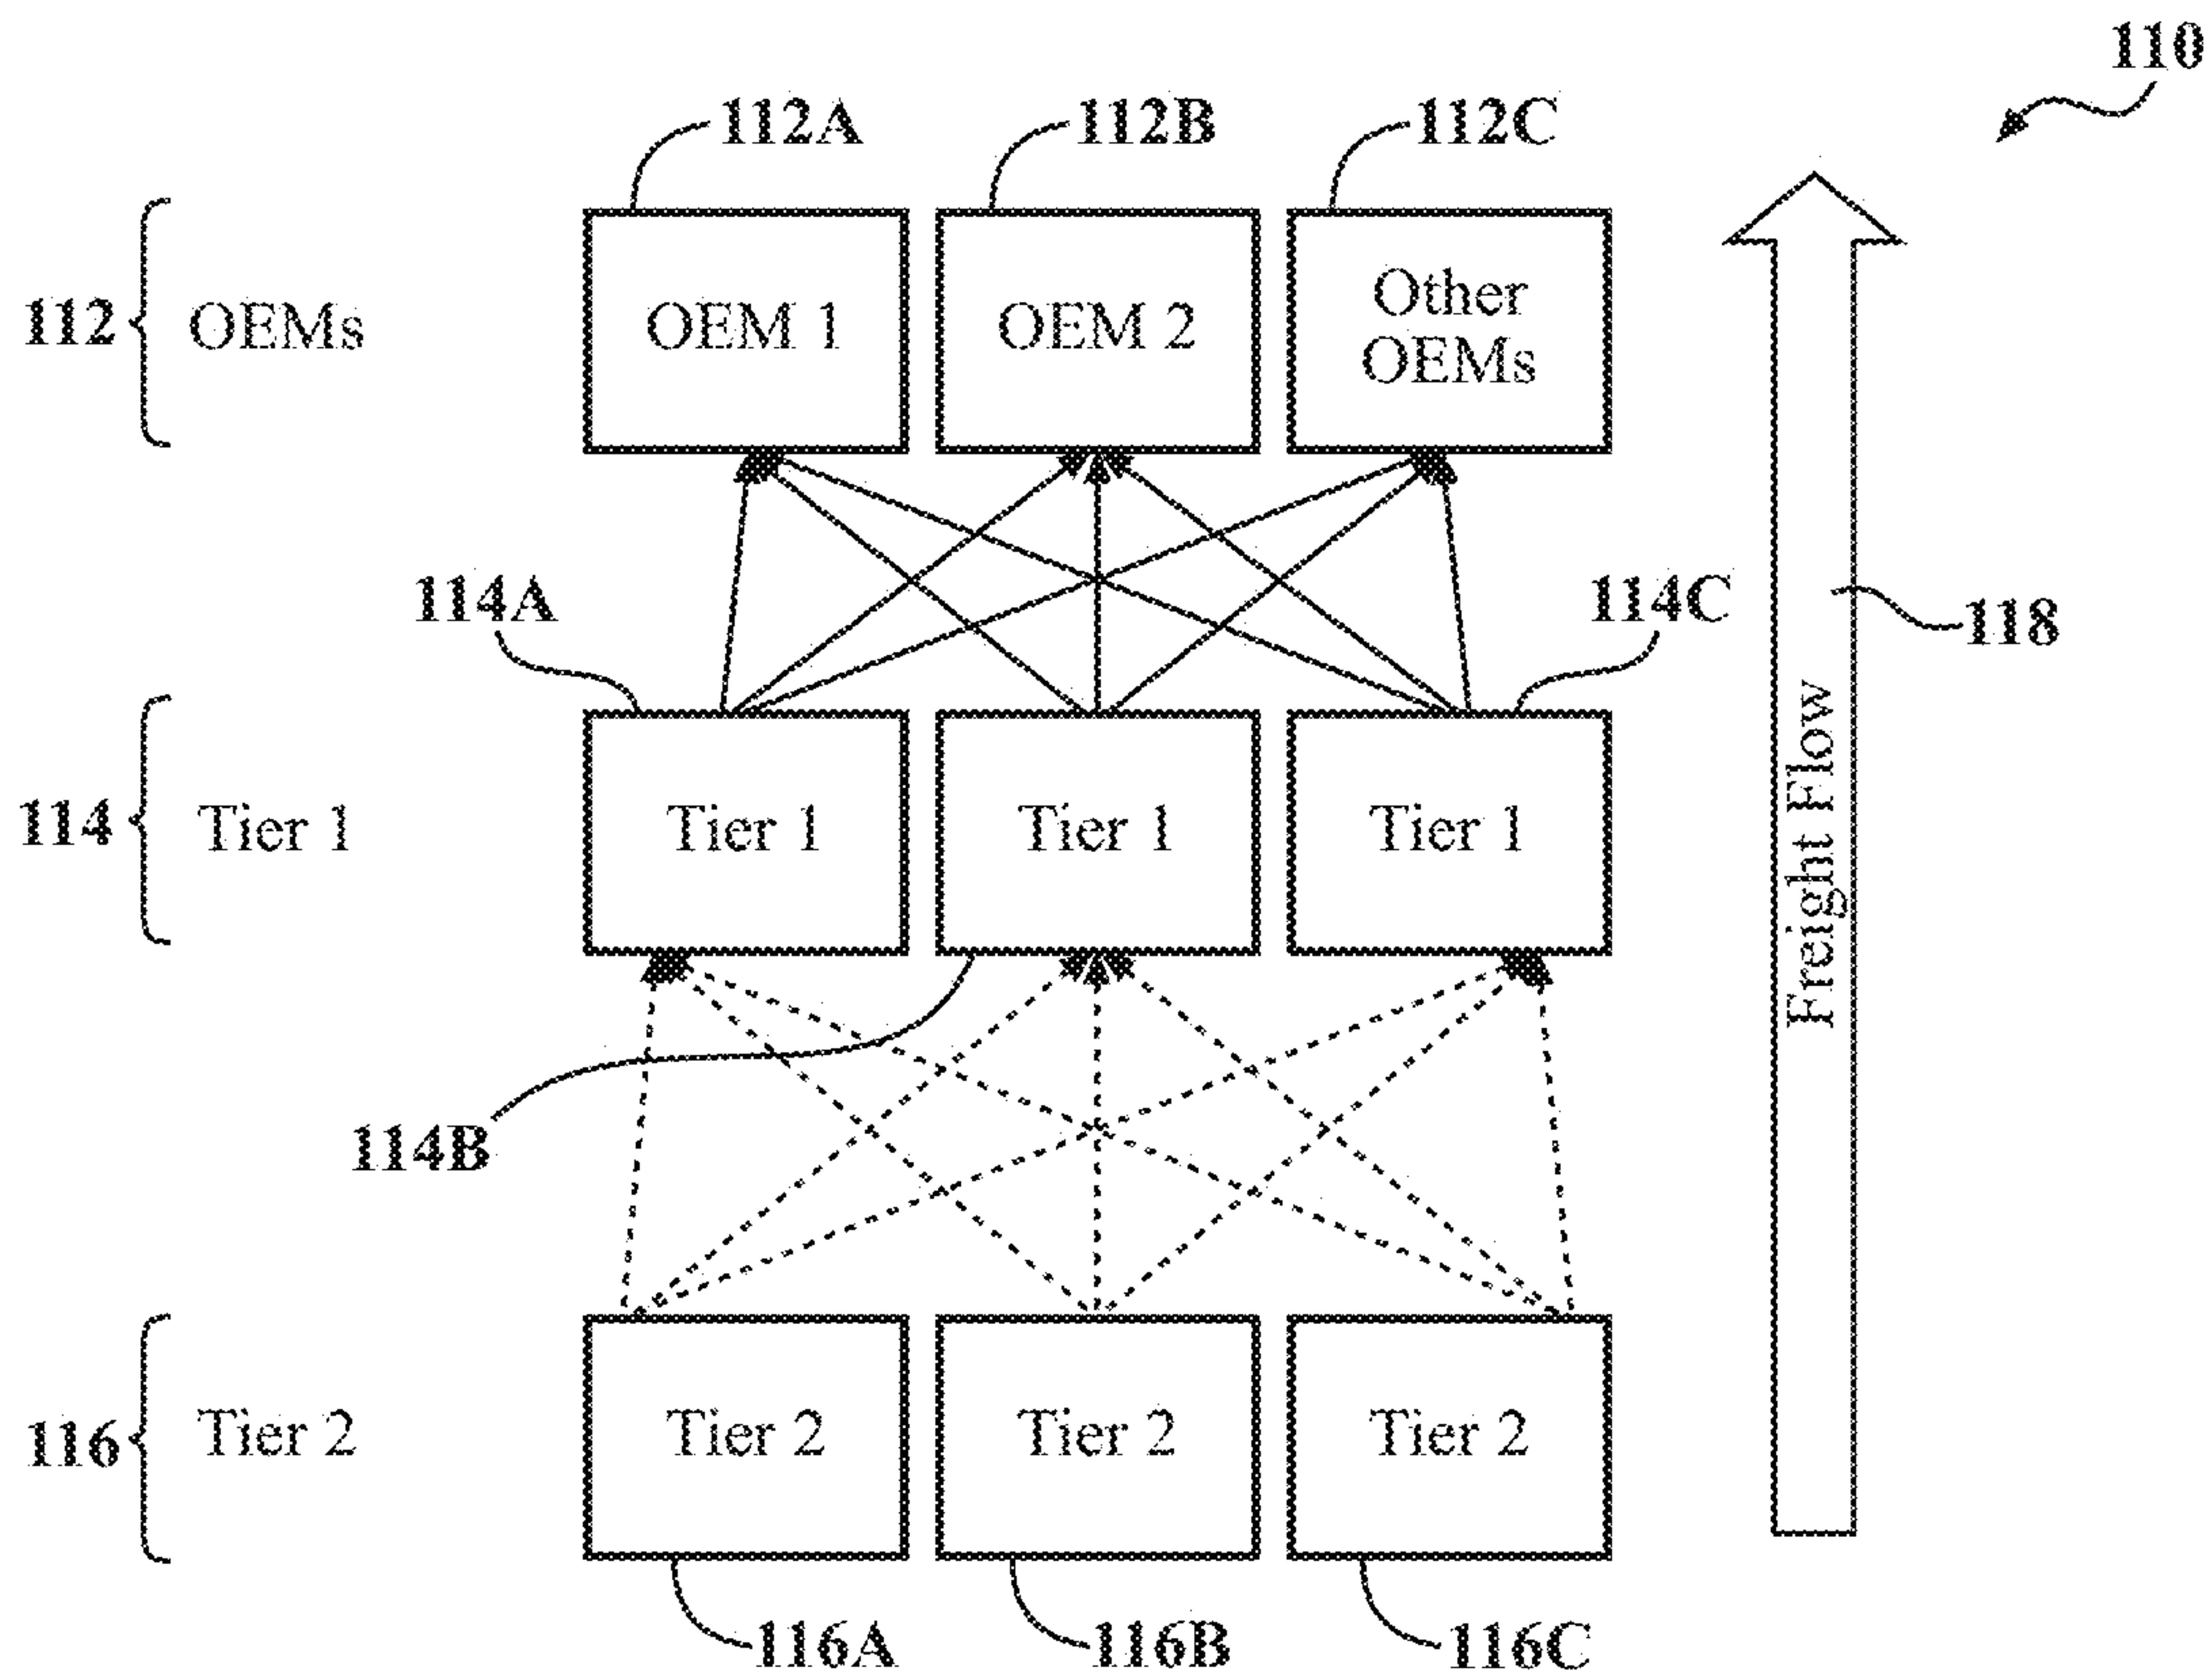 110
112A
112B
112C
112
OEMs
OEM 1
OEM 2
Other
OEMs
114A
114C
118
114
Tier 1
Tier 1
Tier 1
Tier 1
Freight Flow
114B
116
Tier 2
Tier 2
Tier 2
Tier 2
116A
116B
116C